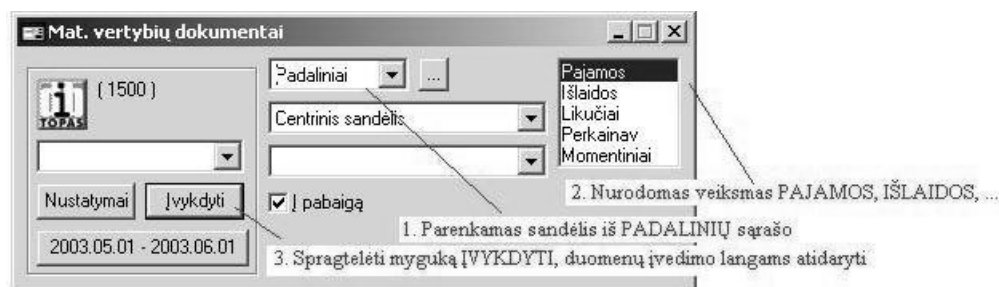 Mat. vertybių dokumentai
TOPAS
( 1500 )
Padaliniai
...
Centrinis sandėlis
Pajamos
Išlaidos
Likučiai
Perkainav
Momentiniai
Nustatymai
Įvykdyti
Į pabaigą
2003.05.01 - 2003.06.01
2. Nurodomas veiksmas PAJAMOS, IŠLAIDOS, ...
1. Parenkamas sandėlis iš PADALINIŲ sąrašo
3. Spragtelėti myguką ĮVYKDYTI, duomenų įvedimo langams atidaryti